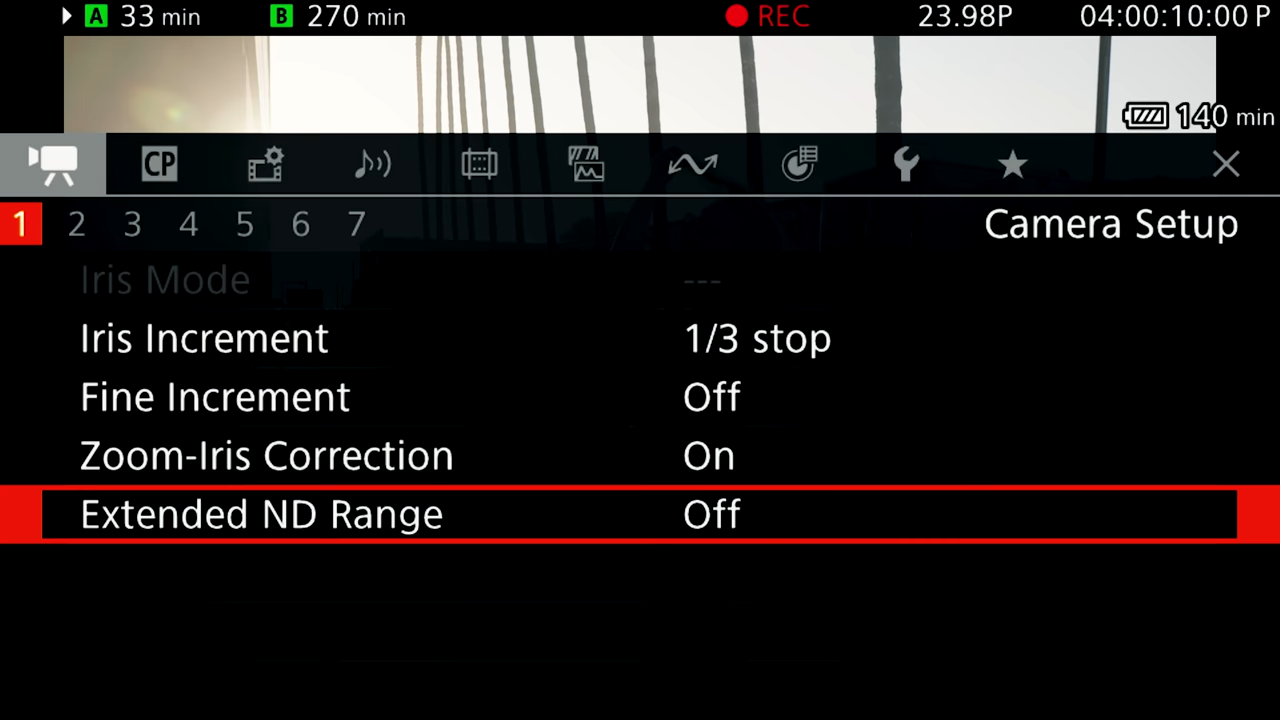 A 33 min B 270 min REC 23.98P 04:00:10:00 P
140 min
CP
1 2 3 4 5 6 7 Camera Setup
Iris Mode ---
Iris Increment 1/3 stop
Fine Increment Off
Zoom-Iris Correction On
Extended ND Range Off